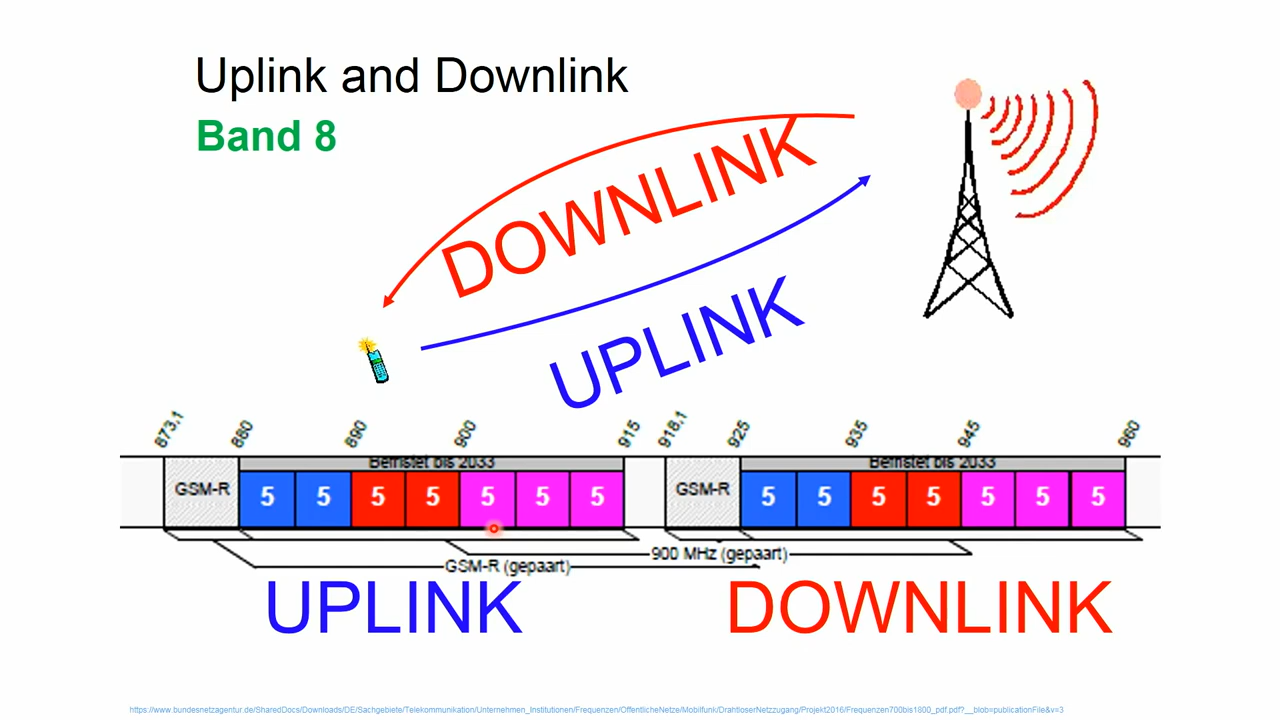 Uplink and Downlink
Band 8
DOWNLINK
UPLINK
873,1 880 890 900 915 918,1 925 935 945 960
Befristet bis 2033 Befristet bis 2033
GSM-R 5 5 5 5 5 5 5 GSM-R 5 5 5 5 5 5 5
900 MHz (gepaart)
GSM-R (gepaart)
UPLINK DOWNLINK
https://www.bundesnetzagentur.de/SharedDocs/Downloads/DE/Sachgebiete/Telekommunikation/Unternehmen_Institutionen/Frequenzen/OffentlicheNetze/Mobilfunk/DrahtloserNetzzugang/Projekt2016/Frequenzen700bis1800_pdf.pdf?__blob=publicationFile&v=3